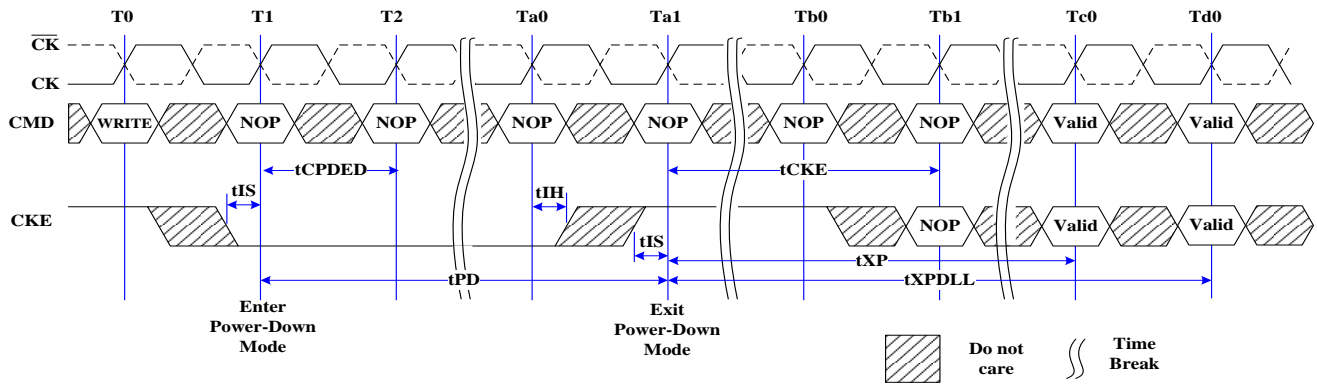 T0 T1 T2 Ta0 Ta1 Tb0 Tb1 Tc0 Td0
CK
CK
CMD WRITE NOP NOP NOP NOP NOP NOP Valid Valid
tCPDED tCKE
tIS tIH
CKE NOP Valid Valid
tIS
tXP
tPD tXPDLL
Enter
Power-Down
Mode
Exit
Power-Down
Mode
Do not
care
Time
Break